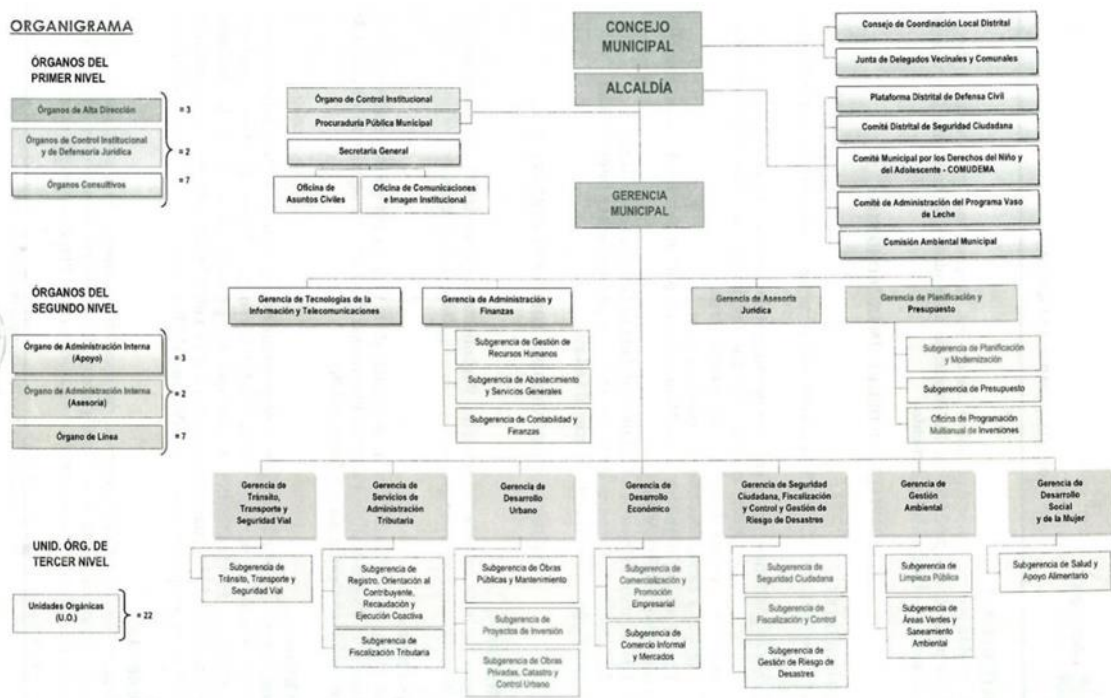 ORGANIGRAMA
ÓRGANOS DEL
PRIMER NIVEL
Órganos de Alta Dirección
= 3
Órganos de Control Institucional
y de Defensoría Jurídica
= 2
Órganos Consultivos
= 7
CONCEJO
MUNICIPAL
ALCALDÍA
Órgano de Control Institucional
Procuraduría Pública Municipal
Secretaría General
Oficina de
Asuntos Civiles
Oficina de Comunicaciones
e Imagen Institucional
GERENCIA
MUNICIPAL
Consejo de Coordinación Local Distrital
Junta de Delegados Vecinales y Comunales
Plataforma Distrital de Defensa Civil
Comité Distrital de Seguridad Ciudadana
Comité Municipal por los Derechos del Niño y
del Adolescente - COMUDEMA
Comité de Administración del Programa Vaso
de Leche
Comisión Ambiental Municipal
ÓRGANOS DEL
SEGUNDO NIVEL
Órgano de Administración Interna
(Apoyo)
= 3
Órgano de Administración Interna
(Asesoría)
= 2
Órgano de Línea
= 7
Gerencia de Tecnologías de la
Información y Telecomunicaciones
Gerencia de Administración y
Finanzas
Subgerencia de Gestión de
Recursos Humanos
Subgerencia de Abastecimiento
y Servicios Generales
Subgerencia de Contabilidad y
Finanzas
Gerencia de Asesoría
Jurídica
Gerencia de Planificación y
Presupuesto
Subgerencia de Planificación
y Modernización
Subgerencia de Presupuesto
Oficina de Programación
Multianual de Inversiones
UNID. ÓRG. DE
TERCER NIVEL
Unidades Orgánicas
(U.O.)
= 22
Gerencia de
Tránsito,
Transporte y
Seguridad Vial
Subgerencia de
Tránsito, Transporte y
Seguridad Vial
Gerencia de
Servicios de
Administración
Tributaria
Subgerencia de
Registro, Orientación al
Contribuyente,
Recaudación y
Ejecución Coactiva
Subgerencia de
Fiscalización Tributaria
Gerencia de
Desarrollo
Urbano
Subgerencia de Obras
Públicas y Mantenimiento
Subgerencia de
Proyectos de Inversión
Subgerencia de Obras
Privadas, Catastro y
Control Urbano
Gerencia de
Desarrollo
Económico
Subgerencia de
Comercialización y
Promoción
Empresarial
Subgerencia de
Comercio Informal
y Mercados
Gerencia de Seguridad
Ciudadana, Fiscalización
y Control y Gestión de
Riesgo de Desastres
Subgerencia de
Seguridad Ciudadana
Subgerencia de
Fiscalización y Control
Subgerencia de
Gestión de Riesgo de
Desastres
Gerencia de
Gestión
Ambiental
Subgerencia de
Limpieza Pública
Subgerencia de
Áreas Verdes y
Saneamiento
Ambiental
Gerencia de
Desarrollo
Social
y de la Mujer
Subgerencia de Salud y
Apoyo Alimentario